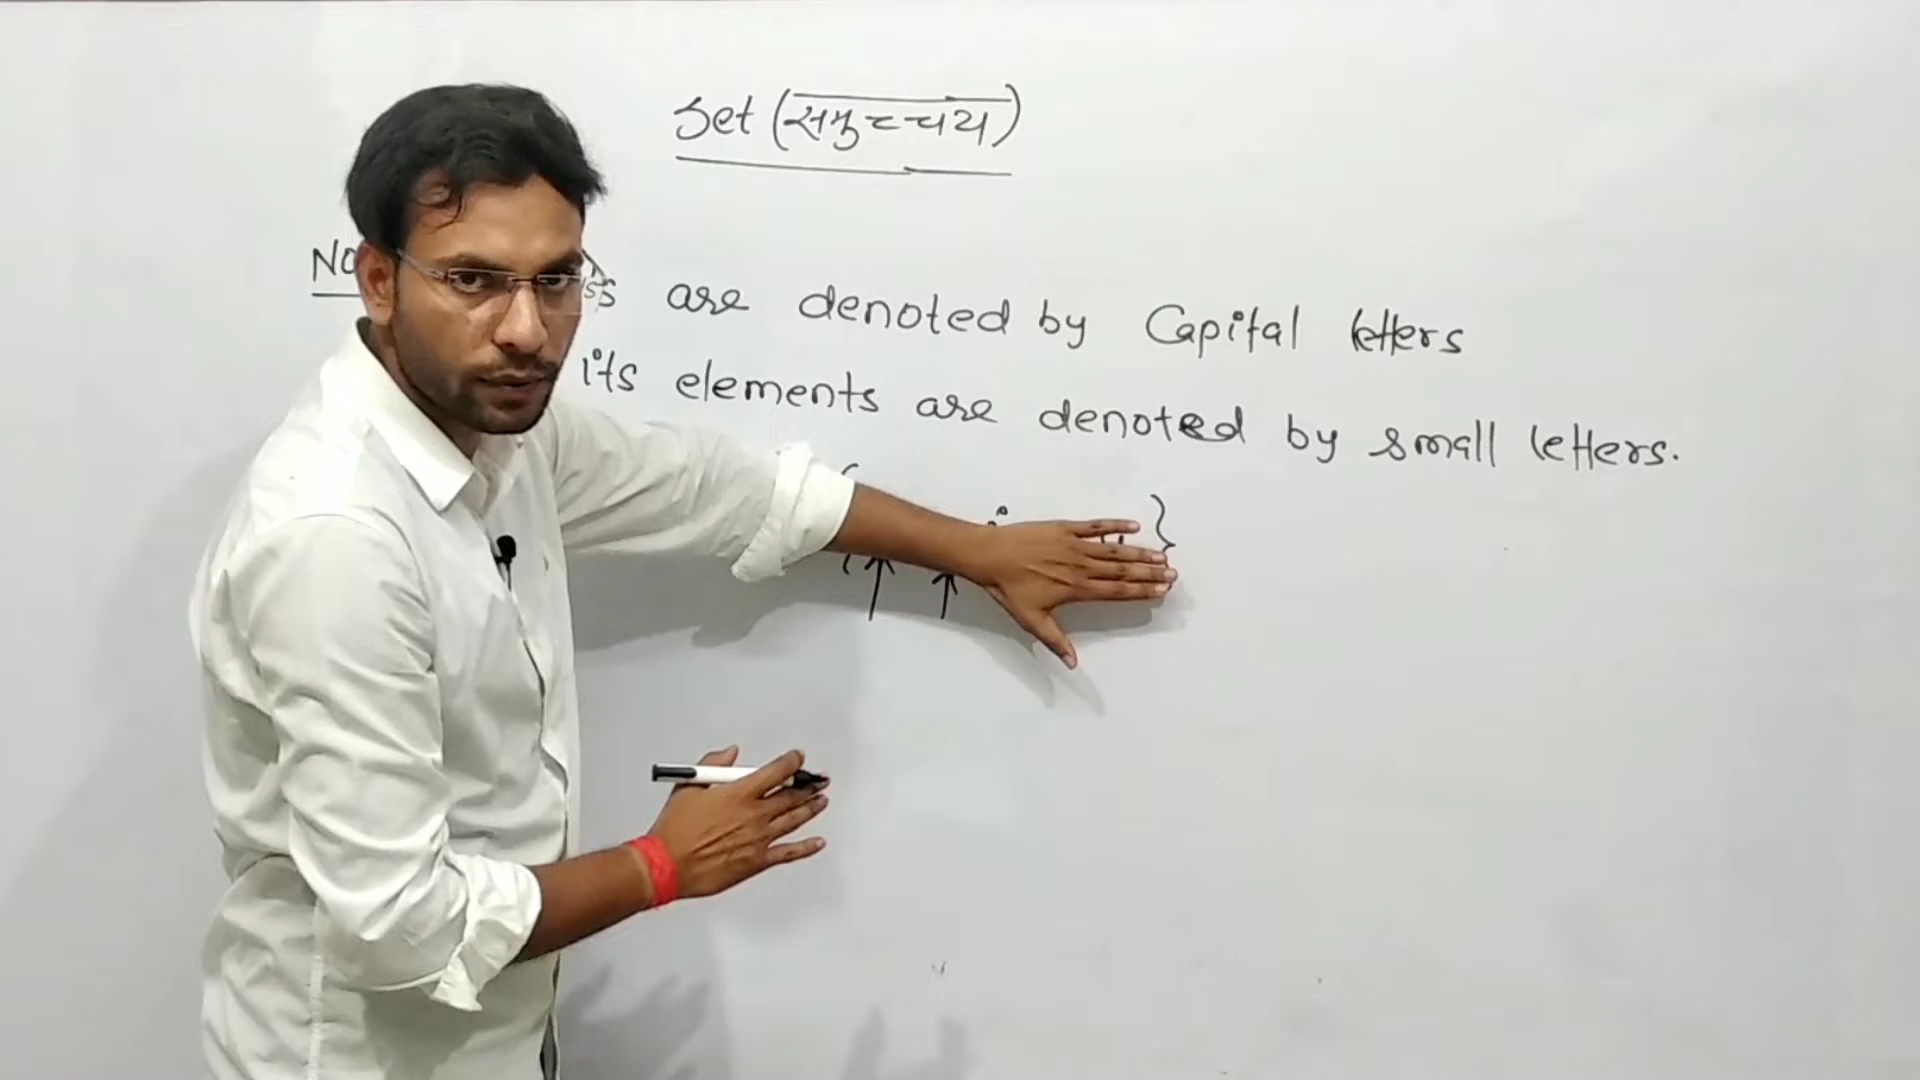 Set (समुच्चय)
are denoted by Capital letters
its elements are denoted by small letters.
}